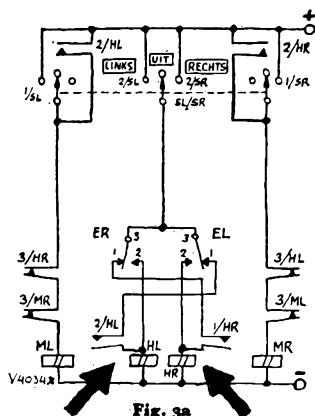 +
2/HL 2/HR
LINKS UIT RECHTS
1/SL 2/SL 2/SR 1/SR
SL/SR
ER 3 3 EL
1 2 2 1
3/HR 3/HL
3/MR 3/ML
2/HL 1/HR
ML HL HR MR
V4034
−
Fig. 3a